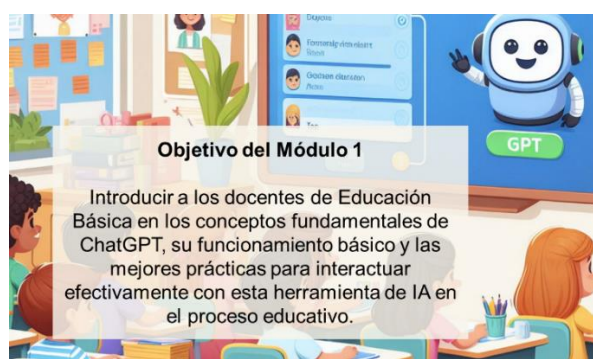 GPT
Objetivo del Módulo 1
Introducir a los docentes de Educación
Básica en los conceptos fundamentales de
ChatGPT, su funcionamiento básico y las
mejores prácticas para interactuar
efectivamente con esta herramienta de IA en
el proceso educativo.